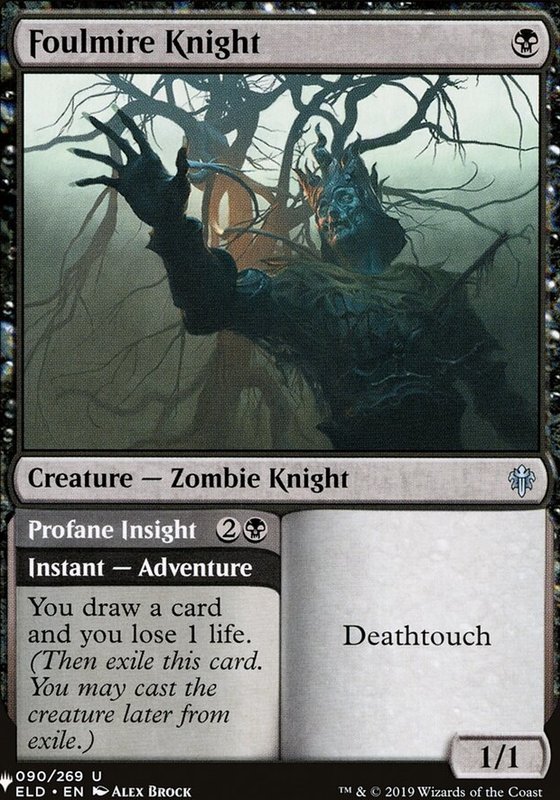 Foulmire Knight
Creature — Zombie Knight
Profane Insight 2
Instant — Adventure
You draw a card
and you lose 1 life.
(Then exile this card.
You may cast the
creature later from
exile.)
Deathtouch
1/1
090/269 U
ELD • EN Alex Brock
™ & © 2019 Wizards of the Coast